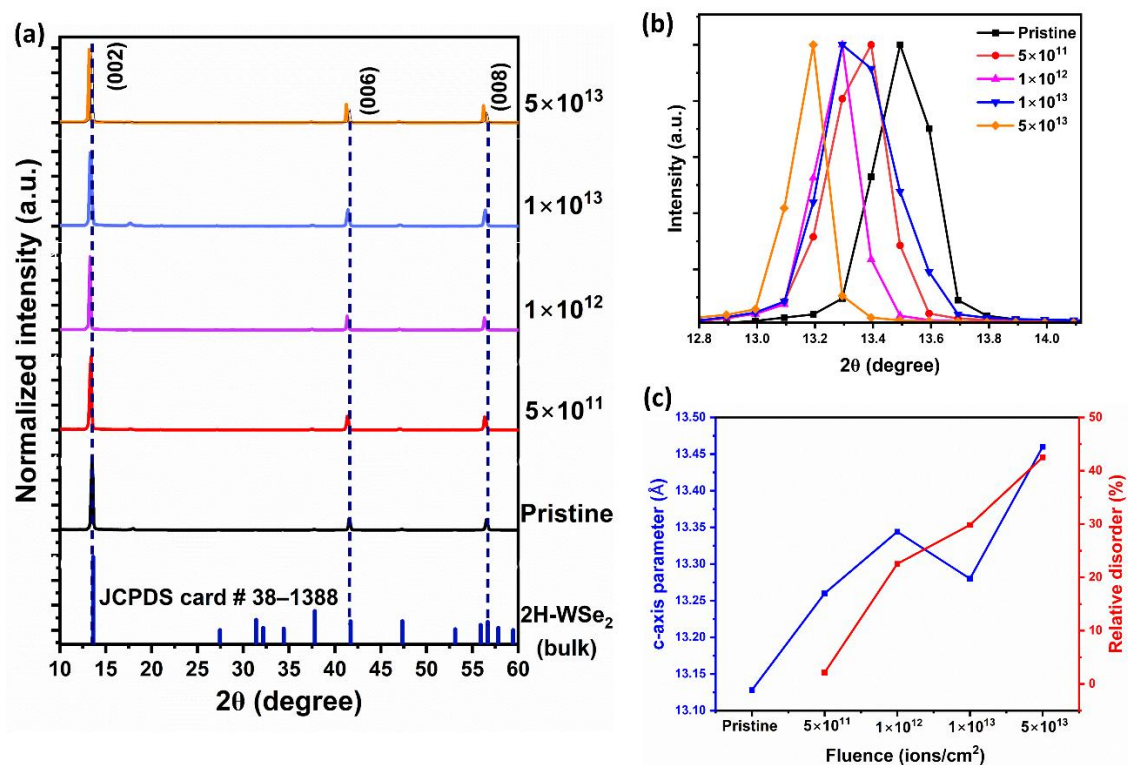 (a)
(002)
(006)
(008)
5×10¹³
1×10¹³
1×10¹²
5×10¹¹
Pristine
JCPDS card # 38–1388
2H-WSe₂
(bulk)
Normalized intensity (a.u.)
10 15 20 25 30 35 40 45 50 55 60
2θ (degree)
(b)
Pristine
5×10¹¹
1×10¹²
1×10¹³
5×10¹³
Intensity (a.u.)
12.8 13.0 13.2 13.4 13.6 13.8 14.0
2θ (degree)
(c)
13.50
13.45
13.40
13.35
13.30
13.25
13.20
13.15
13.10
c-axis parameter (Å)
50
40
30
20
10
0
Relative disorder (%)
Pristine 5×10¹¹ 1×10¹² 1×10¹³ 5×10¹³
Fluence (ions/cm²)